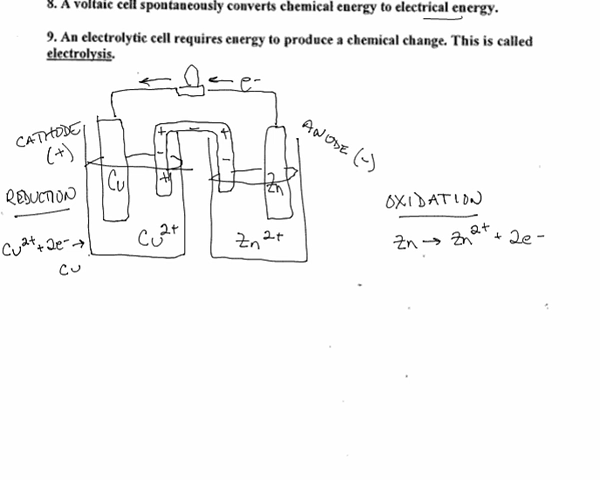 8. A voltaic cell spontaneously converts chemical energy to electrical energy.
9. An electrolytic cell requires energy to produce a chemical change. This is called
electrolysis.
← ← e-
CATHODE
(+)
ANODE (-)
+ - +
- -
+
Cu
Zn
REDUCTION
OXIDATION
Cu²⁺ + 2e- →
Cu
Cu²⁺
Zn²⁺
Zn → Zn²⁺ + 2e-